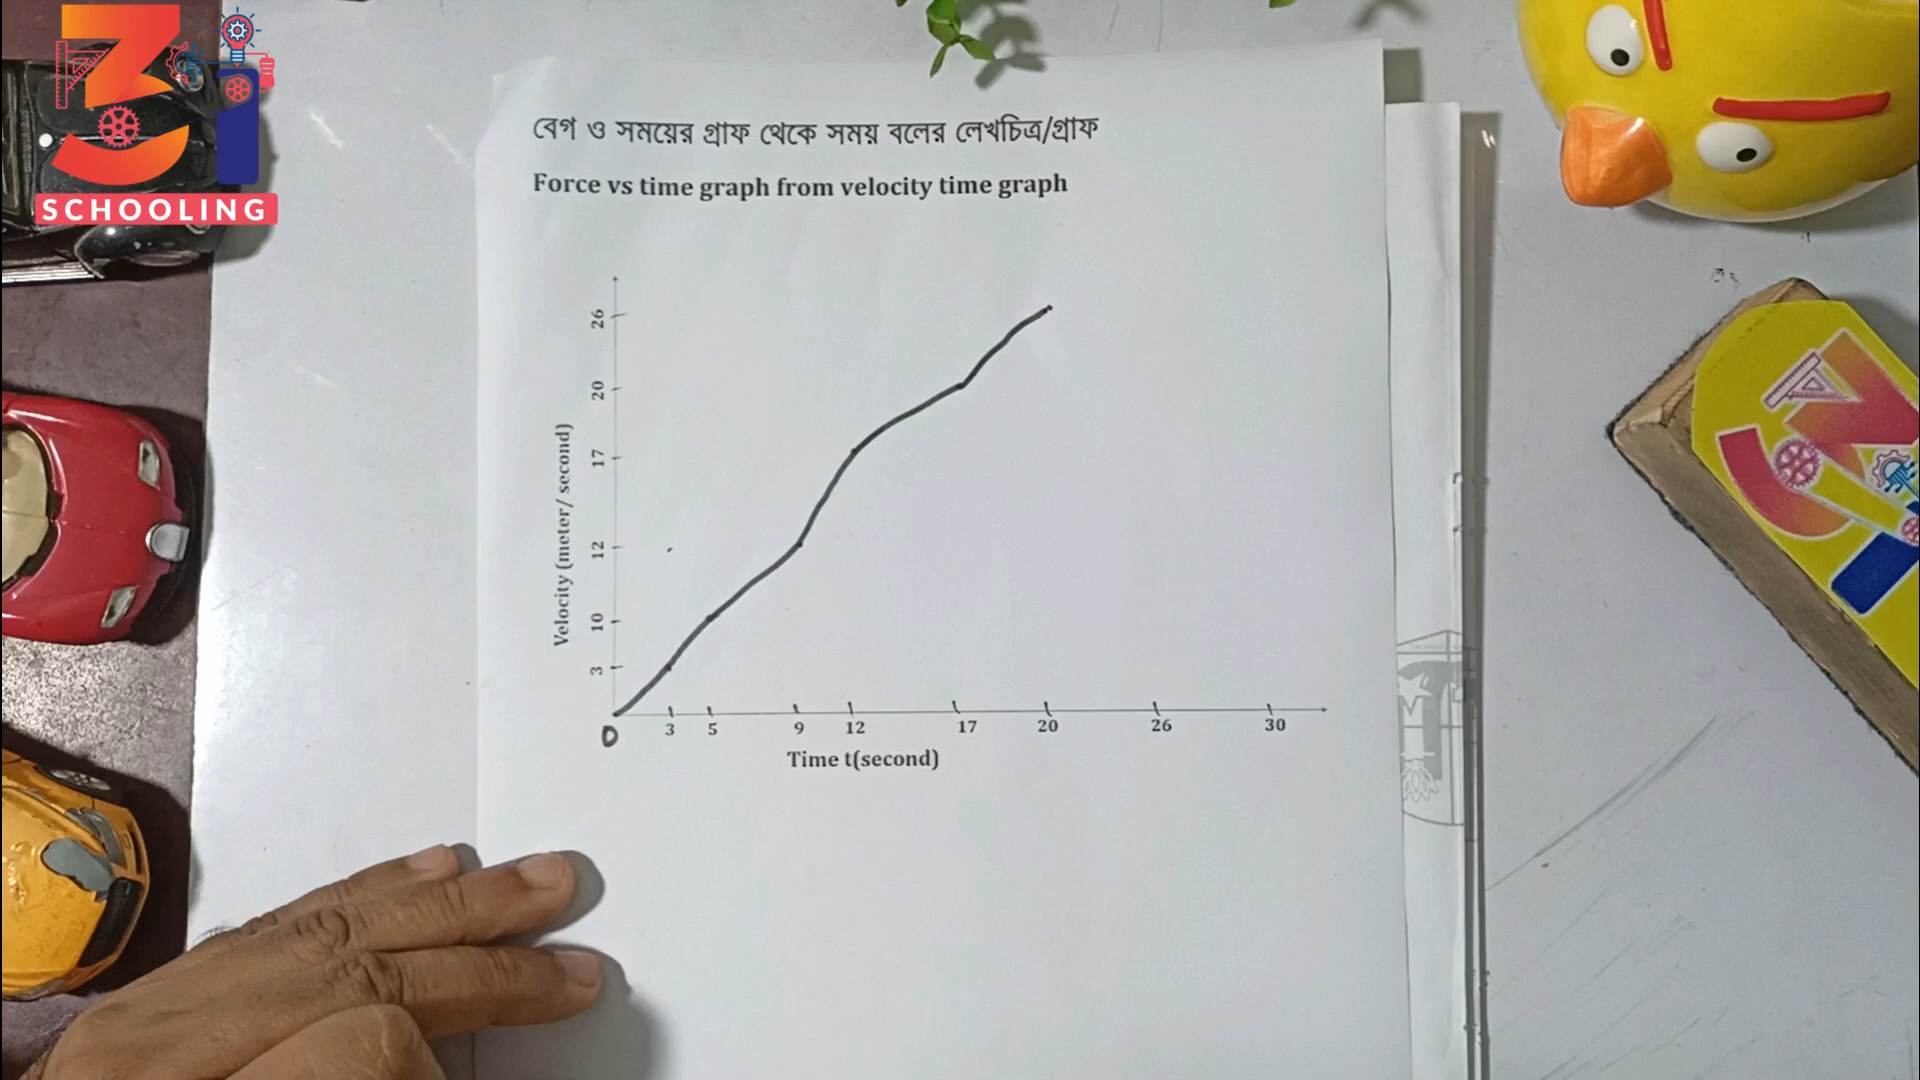 SCHOOLING
বেগ ও সময়ের গ্রাফ থেকে সময় বলের লেখচিত্র/গ্রাফ
Force vs time graph from velocity time graph
Velocity (meter/ second)
26
20
17
12
10
3
0
3 5 9 12 17 20 26 30
Time t(second)